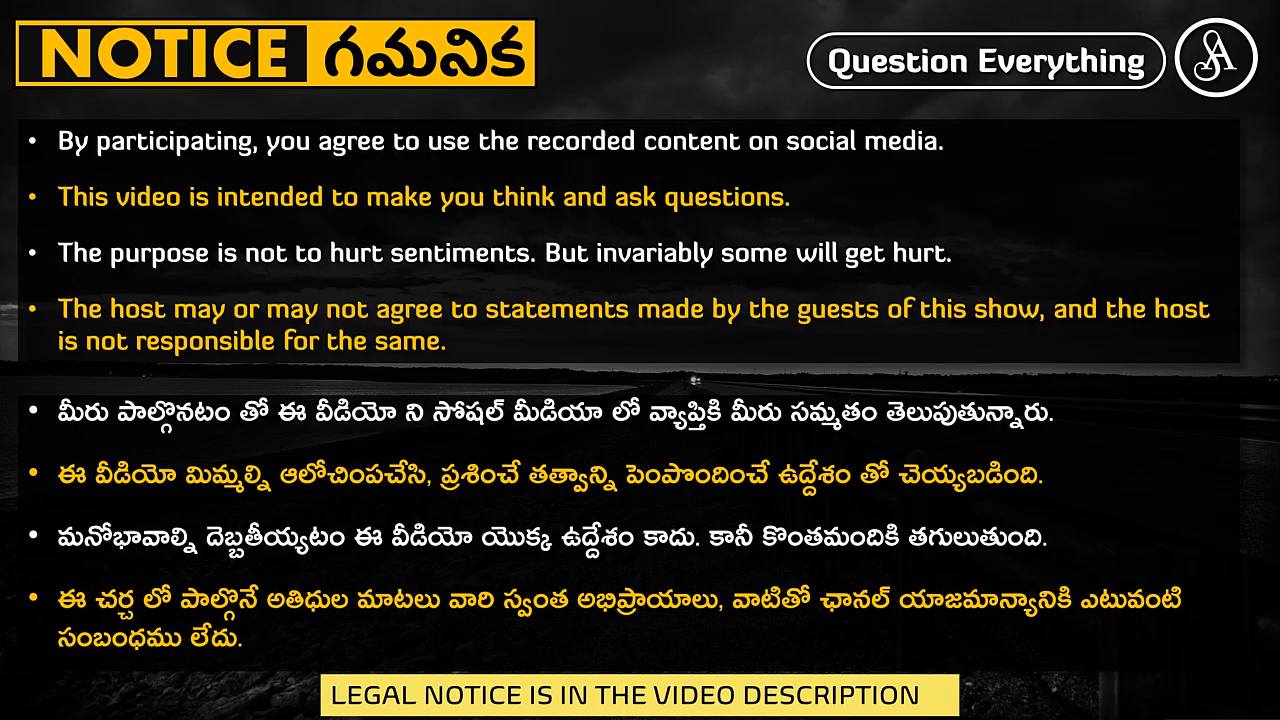 NOTICE గమనిక
Question Everything
• By participating, you agree to use the recorded content on social media.
• This video is intended to make you think and ask questions.
• The purpose is not to hurt sentiments. But invariably some will get hurt.
• The host may or may not agree to statements made by the guests of this show, and the host
is not responsible for the same.
• మీరు పాల్గొనటం తో ఈ వీడియో ని సోషల్ మీడియా లో వ్యాప్తికి మీరు సమ్మతం తెలుపుతున్నారు.
• ఈ వీడియో మిమ్మల్ని ఆలోచింపచేసి, ప్రశించే తత్వాన్ని పెంపొందించే ఉద్దేశం తో చెయ్యబడింది.
• మనోభావాల్ని దెబ్బతీయ్యటం ఈ వీడియో యొక్క ఉద్దేశం కాదు. కానీ కొంతమందికి తగులుతుంది.
• ఈ చర్చ లో పాల్గొనే అతిధుల మాటలు వారి స్వంత అభిప్రాయాలు, వాటితో ఛానల్ యాజమాన్యానికి ఎటువంటి
సంబంధము లేదు.
LEGAL NOTICE IS IN THE VIDEO DESCRIPTION